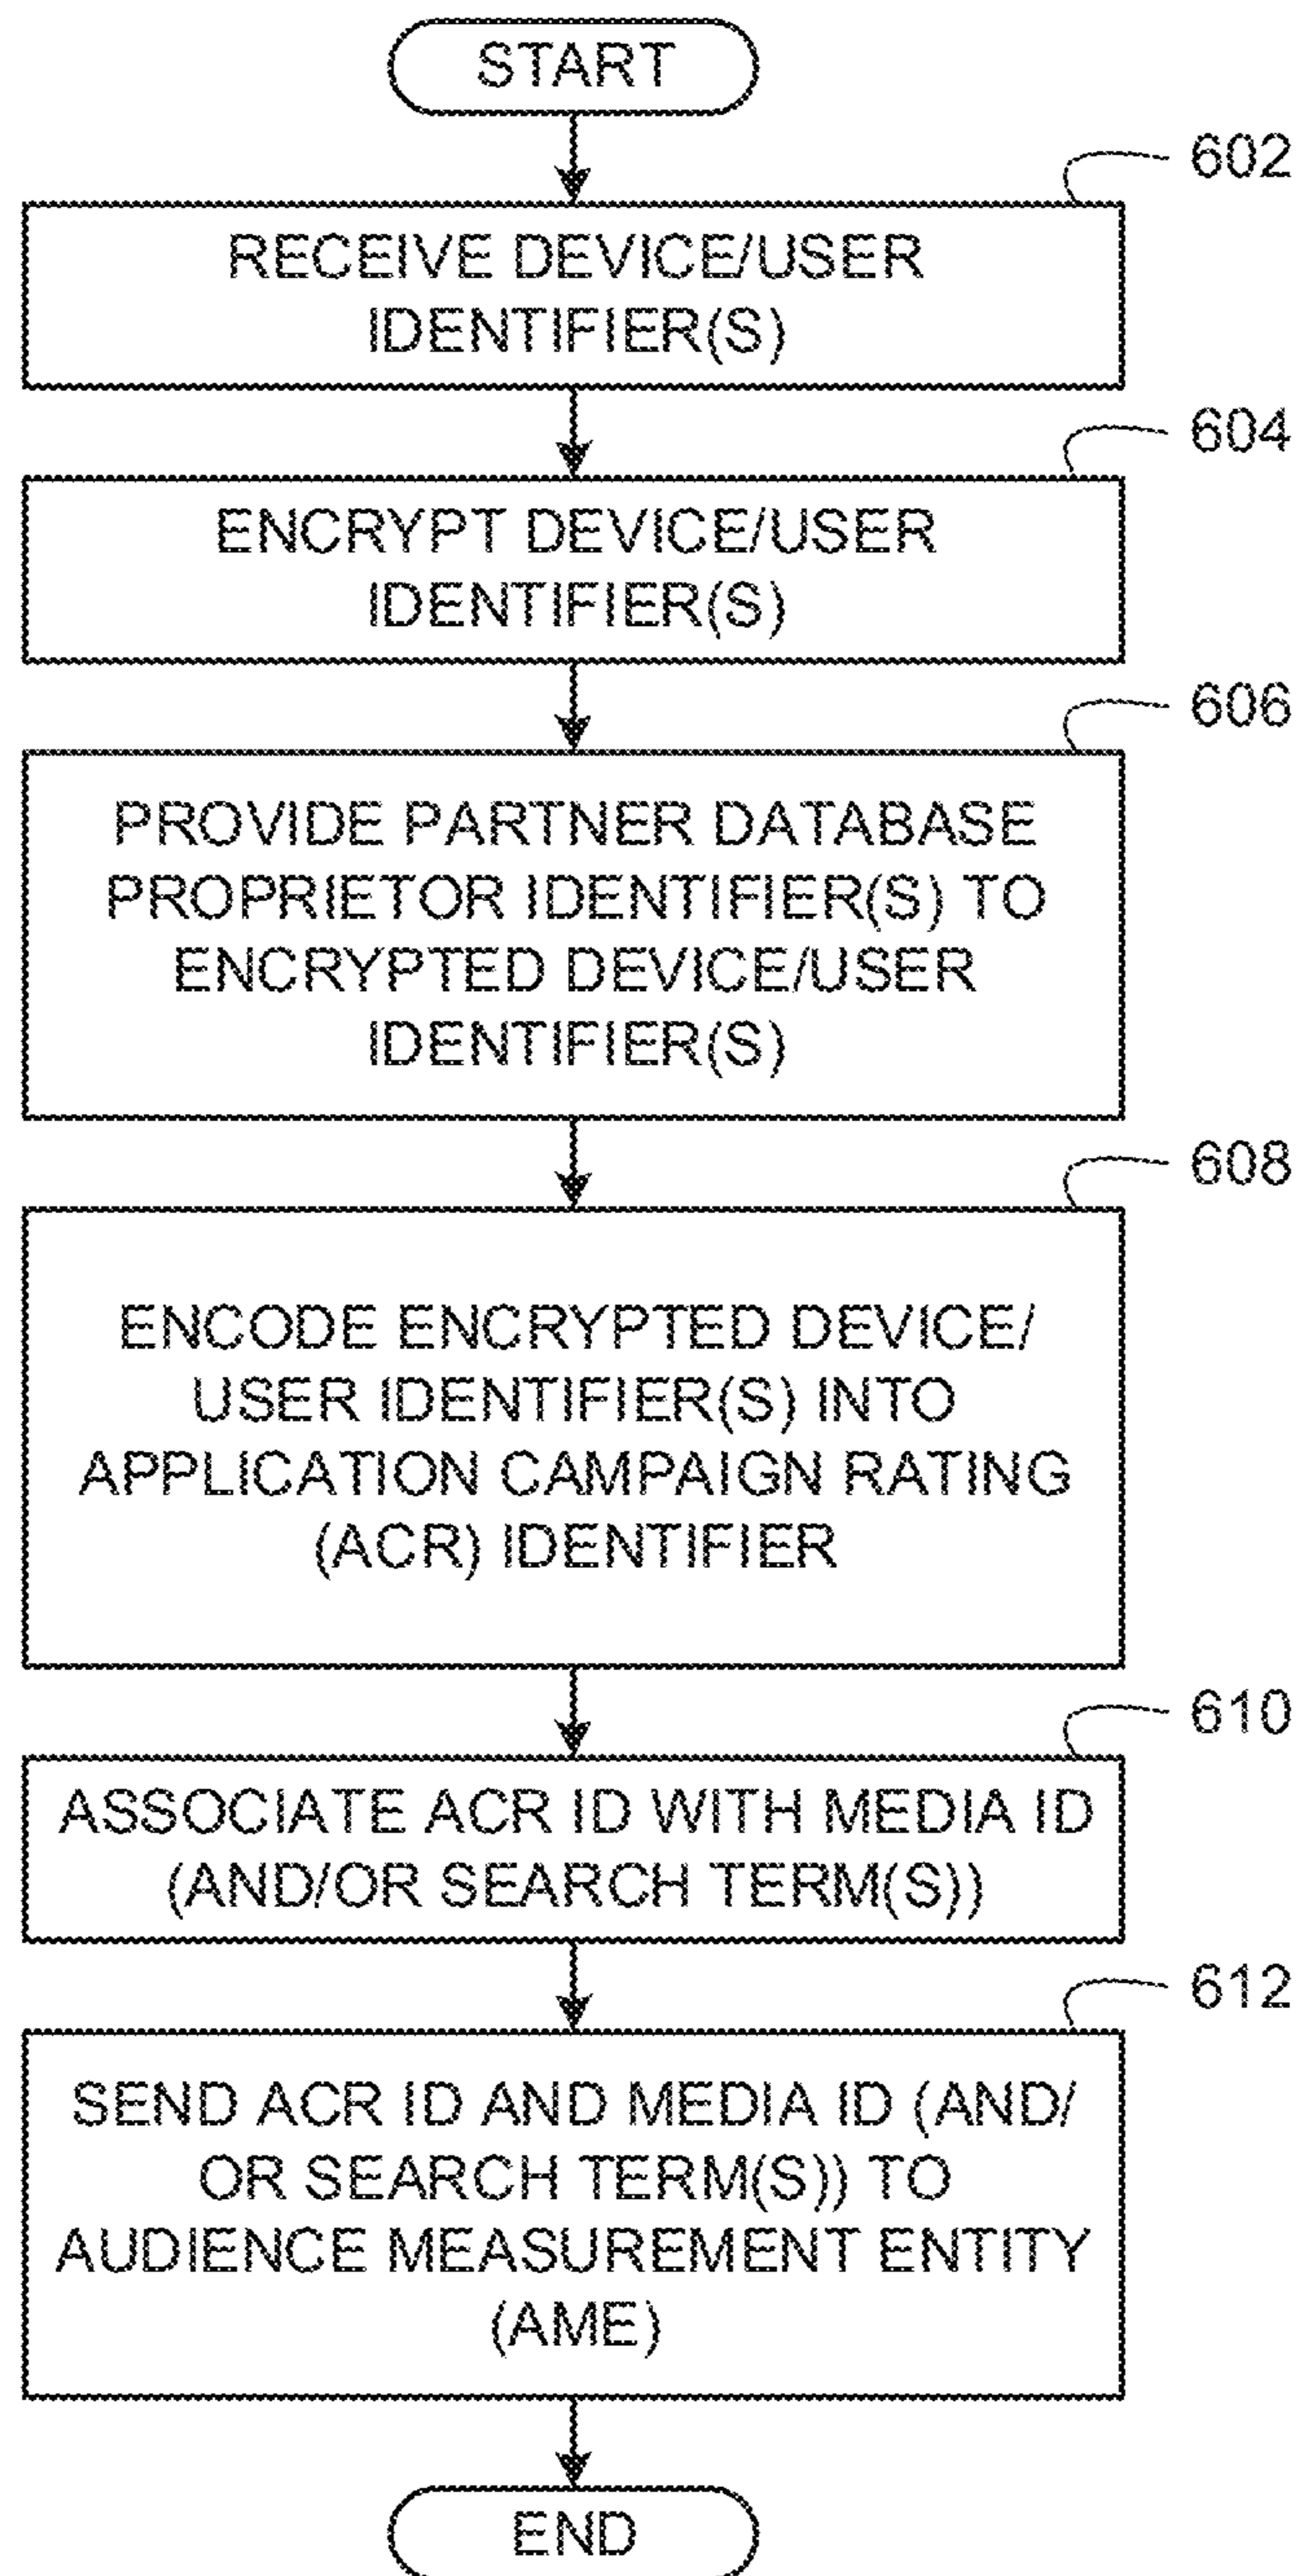 START
602
RECEIVE DEVICE/USER
IDENTIFIER(S)
604
ENCRYPT DEVICE/USER
IDENTIFIER(S)
606
PROVIDE PARTNER DATABASE
PROPRIETOR IDENTIFIER(S) TO
ENCRYPTED DEVICE/USER
IDENTIFIER(S)
608
ENCODE ENCRYPTED DEVICE/
USER IDENTIFIER(S) INTO
APPLICATION CAMPAIGN RATING
(ACR) IDENTIFIER
610
ASSOCIATE ACR ID WITH MEDIA ID
(AND/OR SEARCH TERM(S))
612
SEND ACR ID AND MEDIA ID (AND/
OR SEARCH TERM(S)) TO
AUDIENCE MEASUREMENT ENTITY
(AME)
END